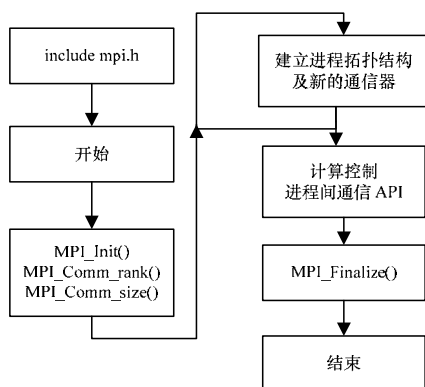 include mpi.h
开始
MPI_Init()
MPI_Comm_rank()
MPI_Comm_size()
建立进程拓扑结构
及新的通信器
计算控制
进程间通信 API
MPI_Finalize()
结束